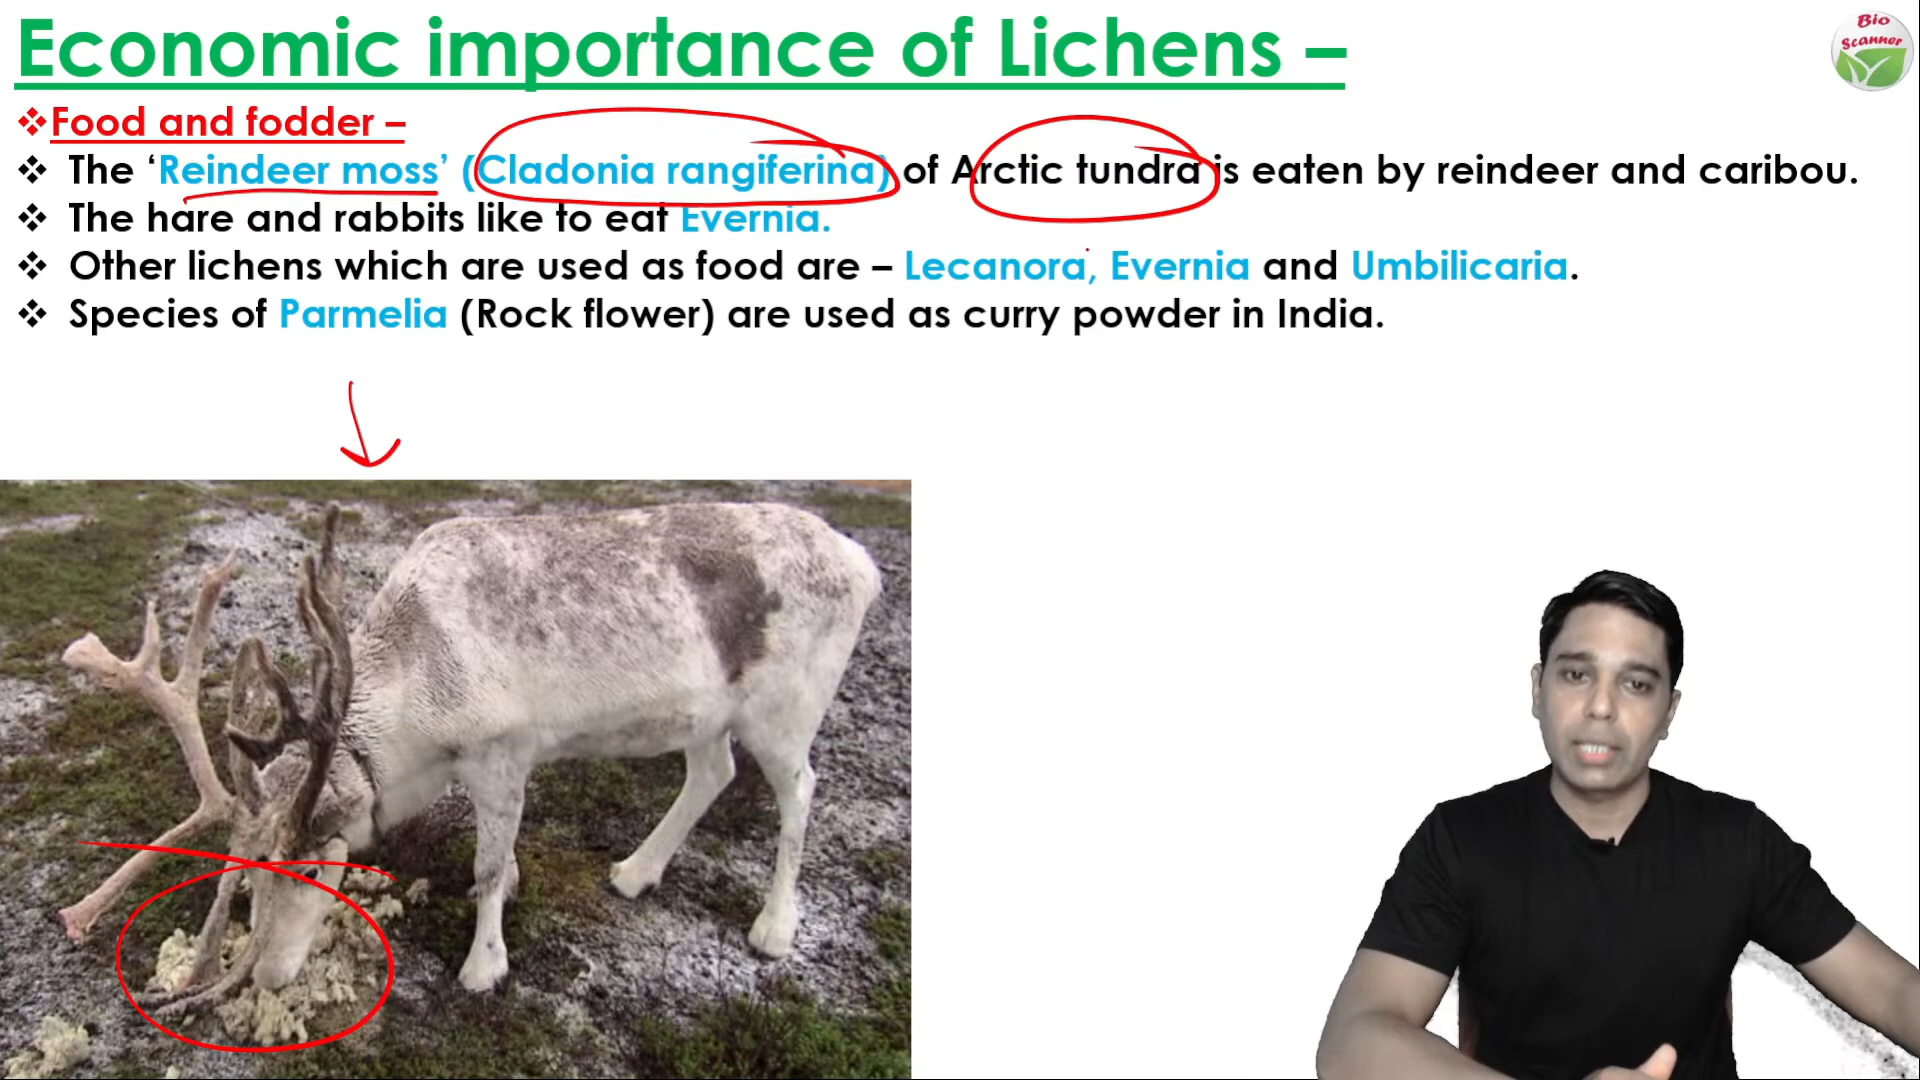 Economic importance of Lichens –
Bio
Scanner
❖Food and fodder –
❖ The ‘Reindeer moss’ (Cladonia rangiferina) of Arctic tundra is eaten by reindeer and caribou.
❖ The hare and rabbits like to eat Evernia.
❖ Other lichens which are used as food are – Lecanora, Evernia and Umbilicaria.
❖ Species of Parmelia (Rock flower) are used as curry powder in India.